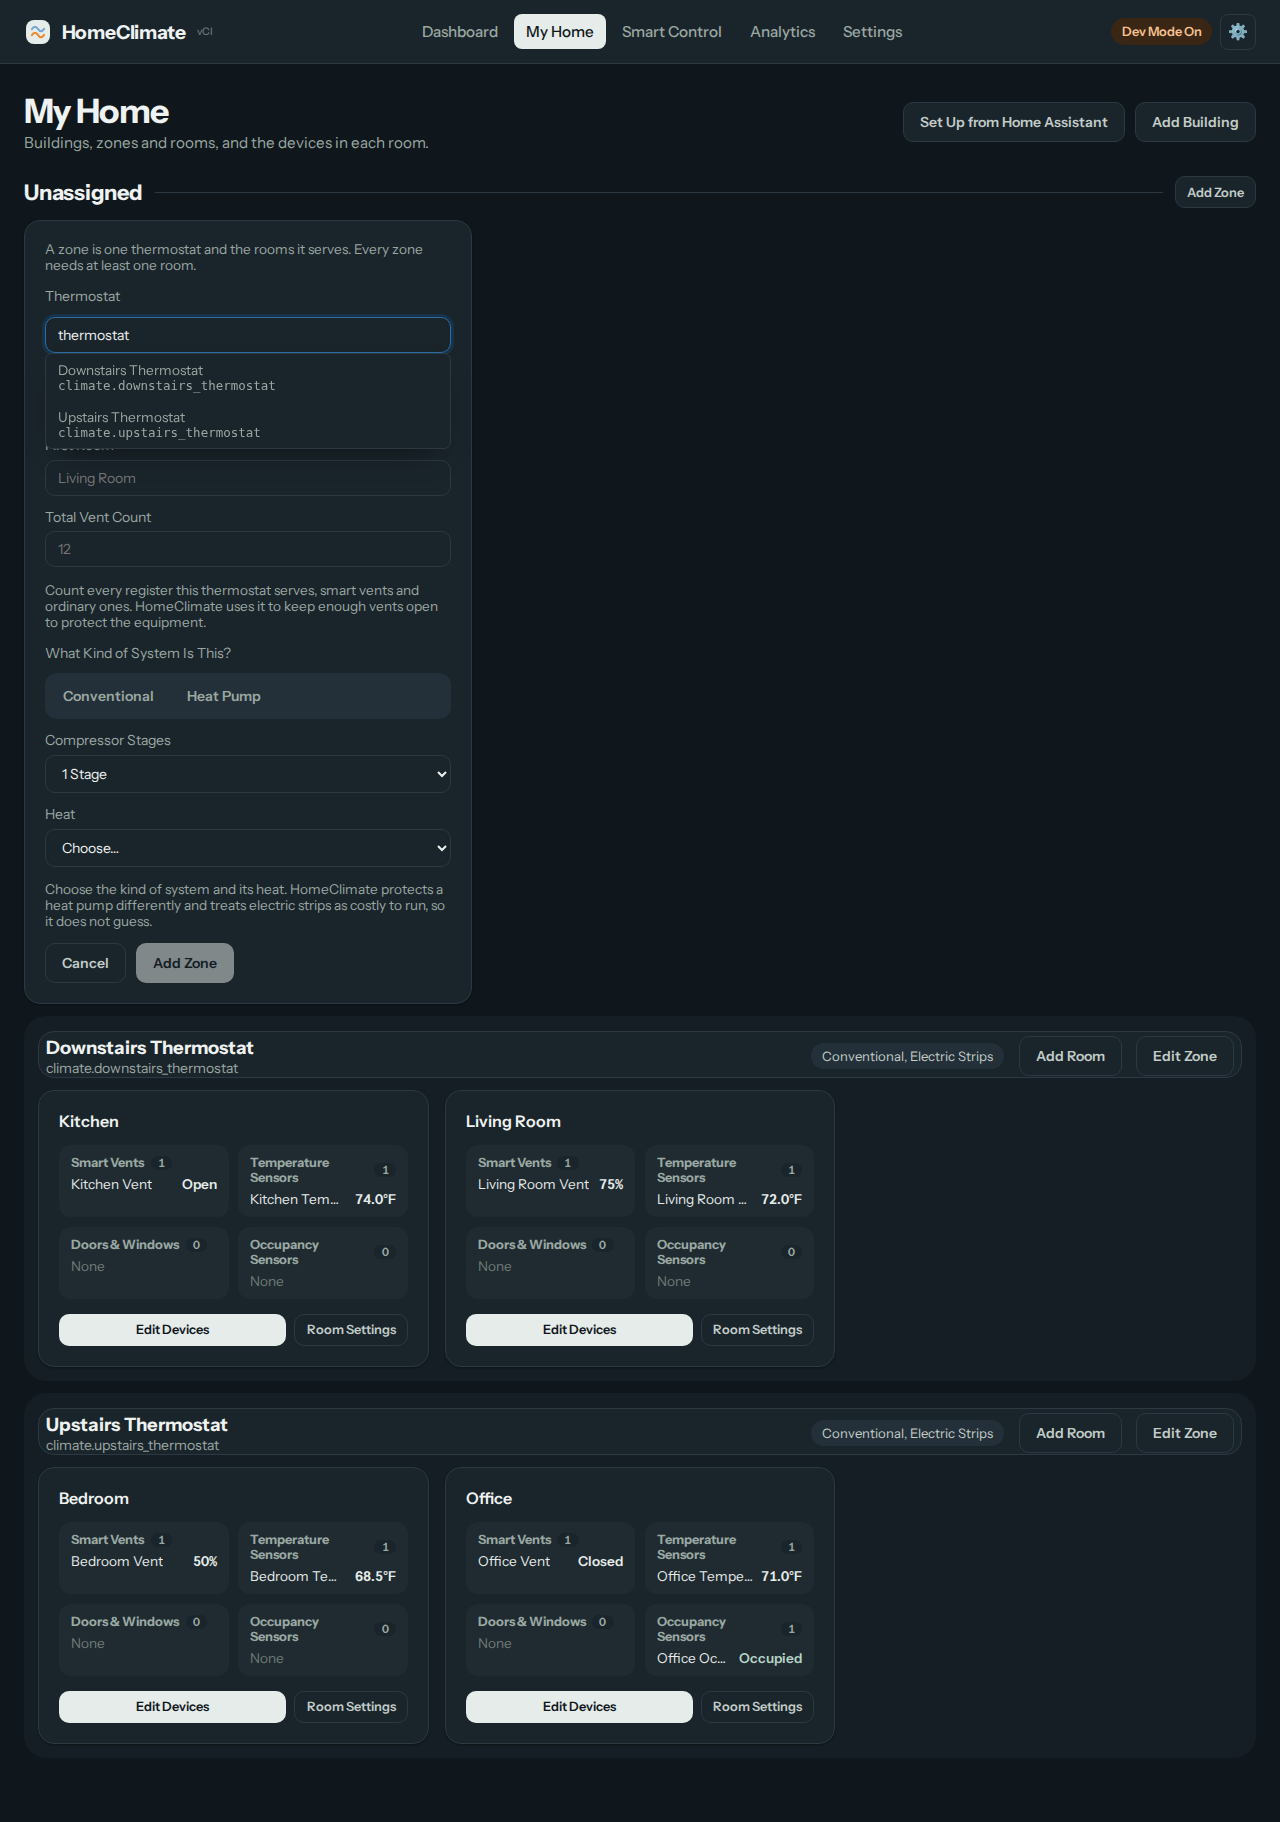 HomeClimate vCI
Dashboard
My Home
Smart Control
Analytics
Settings
Dev Mode On
My Home
Buildings, zones and rooms, and the devices in each room.
Set Up from Home Assistant
Add Building
Unassigned
Add Zone
A zone is one thermostat and the rooms it serves. Every zone
needs at least one room.
Thermostat
thermostat
Downstairs Thermostat
climate.downstairs_thermostat
Upstairs Thermostat
climate.upstairs_thermostat
Living Room
Total Vent Count
12
Count every register this thermostat serves, smart vents and
ordinary ones. HomeClimate uses it to keep enough vents open
to protect the equipment.
What Kind of System Is This?
Conventional
Heat Pump
Compressor Stages
1 Stage
Heat
Choose...
Choose the kind of system and its heat. HomeClimate protects a
heat pump differently and treats electric strips as costly to run, so
it does not guess.
Cancel
Add Zone
Downstairs Thermostat
climate.downstairs_thermostat
Conventional, Electric Strips
Add Room
Edit Zone
Kitchen
Smart Vents 1
Kitchen Vent Open
Temperature
Sensors 1
Kitchen Tem... 74.0°F
Doors & Windows 0
None
Occupancy
Sensors 0
None
Edit Devices
Room Settings
Living Room
Smart Vents 1
Living Room Vent 75%
Temperature
Sensors 1
Living Room ... 72.0°F
Doors & Windows 0
None
Occupancy
Sensors 0
None
Edit Devices
Room Settings
Upstairs Thermostat
climate.upstairs_thermostat
Conventional, Electric Strips
Add Room
Edit Zone
Bedroom
Smart Vents 1
Bedroom Vent 50%
Temperature
Sensors 1
Bedroom Te... 68.5°F
Doors & Windows 0
None
Occupancy
Sensors 0
None
Edit Devices
Room Settings
Office
Smart Vents 1
Office Vent Closed
Temperature
Sensors 1
Office Tempe... 71.0°F
Doors & Windows 0
None
Occupancy
Sensors 1
Office Oc... Occupied
Edit Devices
Room Settings